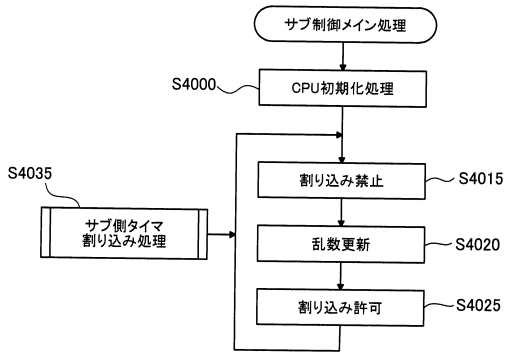 サブ制御メイン処理
S4000
CPU初期化処理
S4035
割り込み禁止
S4015
サブ側タイマ
割り込み処理
乱数更新
S4020
割り込み許可
S4025